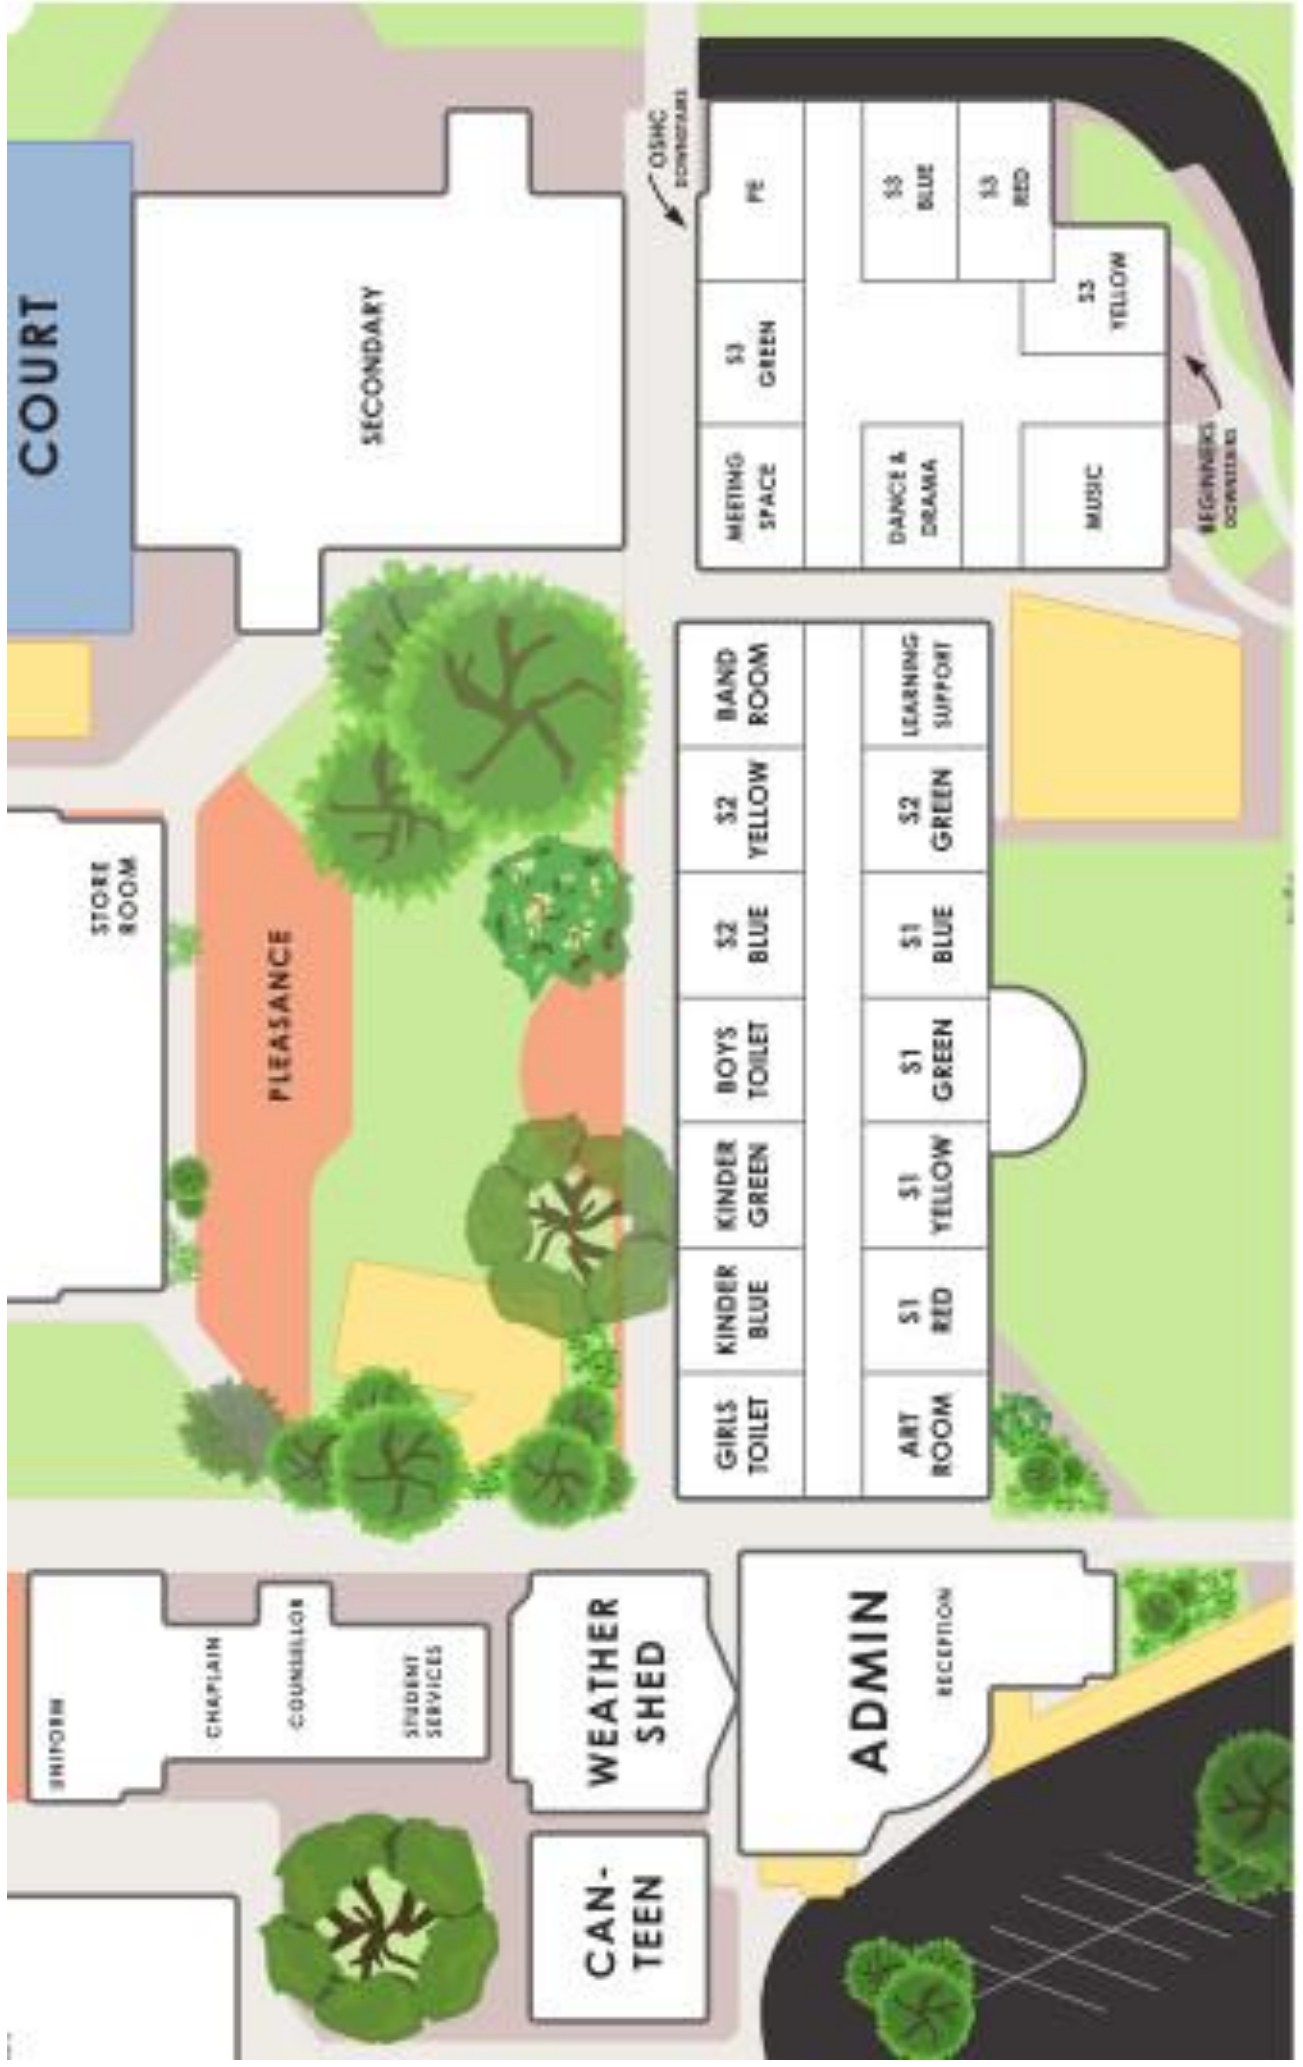 COURT
SECONDARY
OSHC
DOWNSTAIRS
PE
S3
BLUE
S3
RED
S3
YELLOW
S3
GREEN
MEETING
SPACE
DANCE &
DRAMA
MUSIC
BEGINNERS
DOWNSTAIRS
STORE
ROOM
PLEASANCE
BAND
ROOM
LEARNING
SUPPORT
S2
YELLOW
S2
GREEN
S2
BLUE
S1
BLUE
BOYS
TOILET
S1
GREEN
KINDER
GREEN
S1
YELLOW
KINDER
BLUE
S1
RED
GIRLS
TOILET
ART
ROOM
UNIFORM
CHAPLAIN
COUNSELLOR
STUDENT
SERVICES
WEATHER
SHED
ADMIN
RECEPTION
CAN-
TEEN